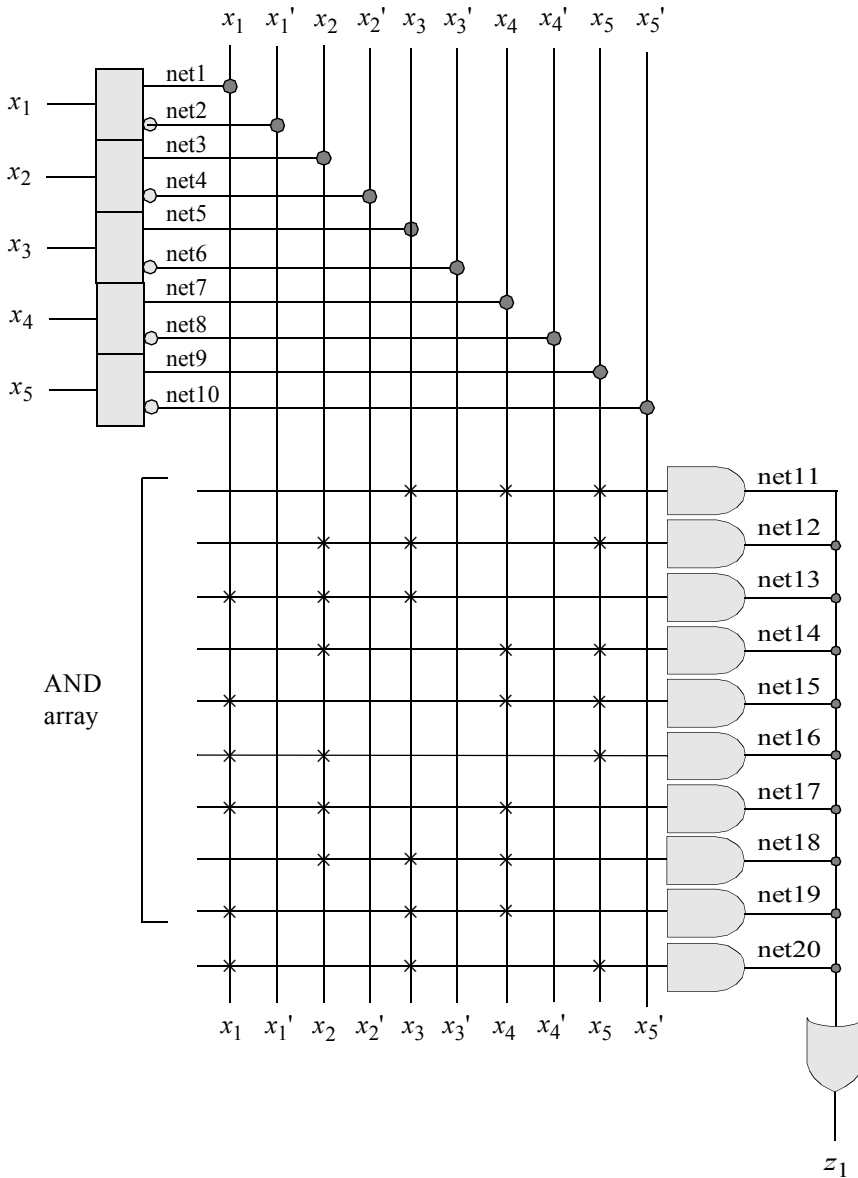 x1 x1' x2 x2' x3 x3' x4 x4' x5 x5'
net1
x1
net2
net3
x2
net4
net5
x3
net6
net7
x4
net8
net9
x5
net10
net11
net12
net13
net14
AND
array
net15
net16
net17
net18
net19
net20
x1 x1' x2 x2' x3 x3' x4 x4' x5 x5'
z1